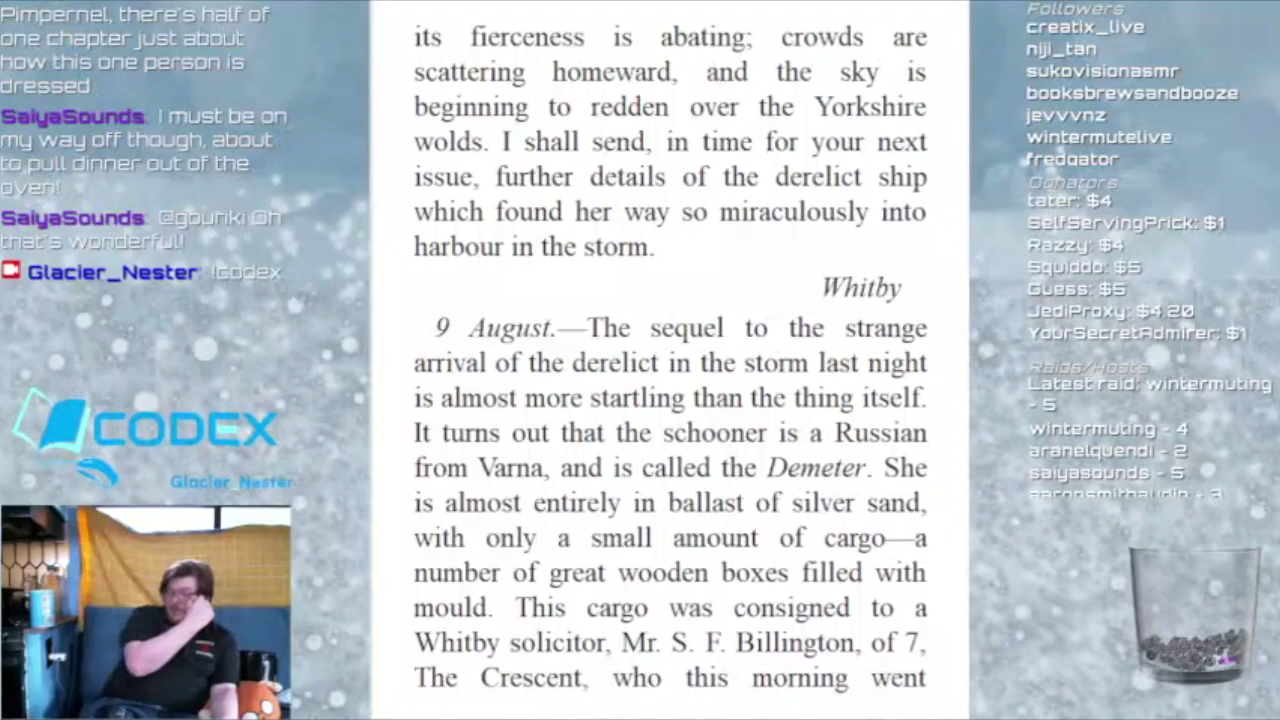 Pimpernel, there's half of
one chapter just about
how this one person is
dressed
SaiyaSounds: I must be on
my way off though, about
to pull dinner out of the
oven!
SaiyaSounds: @gouriki Oh
that's wonderful!
Glacier_Nester: !codex
CODEX
Glacier_Nester
its fierceness is abating; crowds are
scattering homeward, and the sky is
beginning to redden over the Yorkshire
wolds. I shall send, in time for your next
issue, further details of the derelict ship
which found her way so miraculously into
harbour in the storm.
Whitby
9 August.—The sequel to the strange
arrival of the derelict in the storm last night
is almost more startling than the thing itself.
It turns out that the schooner is a Russian
from Varna, and is called the Demeter. She
is almost entirely in ballast of silver sand,
with only a small amount of cargo—a
number of great wooden boxes filled with
mould. This cargo was consigned to a
Whitby solicitor, Mr. S. F. Billington, of 7,
The Crescent, who this morning went
Followers
creatix_live
niji_tan
sukovisionasmr
booksbrewsandbooze
jevvvnz
wintermutelive
fredgator
Donators
tater: $4
SelfServingPrick: $1
Razzy: $4
Squiddo: $5
Guess: $5
JediProxy: $4.20
YourSecretAdmirer: $1
Raids/Hosts
Latest raid: wintermuting
- 5
wintermuting - 4
aranelquendi - 2
saiyasounds - 5